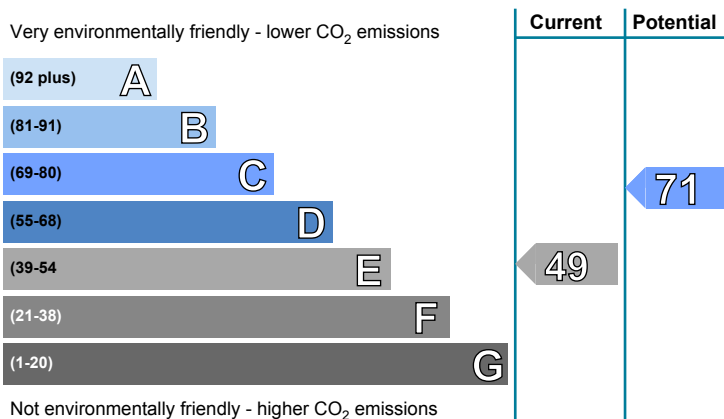 Current Potential
Very environmentally friendly - lower CO2 emissions
(92 plus) A
(81-91) B
(69-80) C
71
(55-68) D
(39-54 E
49
(21-38) F
(1-20) G
Not environmentally friendly - higher CO2 emissions